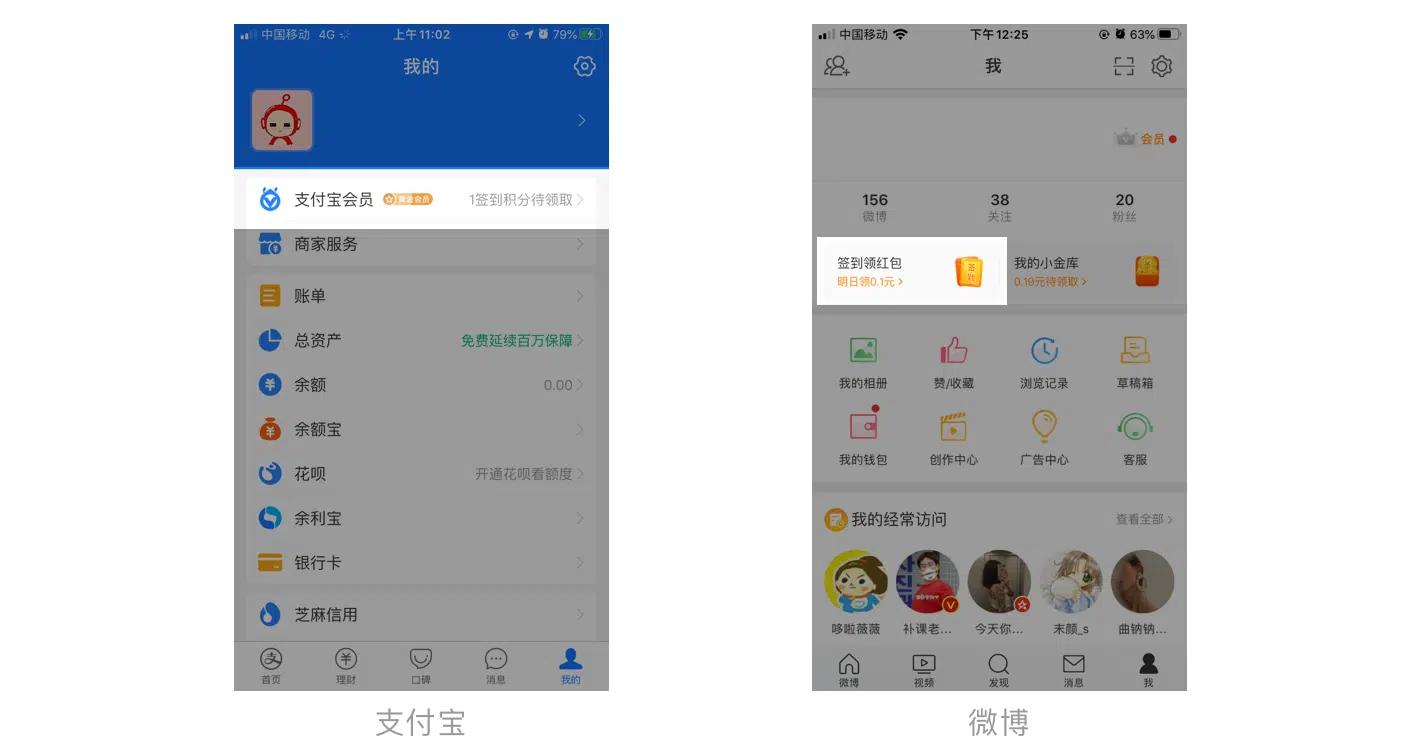 中国移动 4G 上午11:02 79%
我的
支付宝会员 黄金会员 1签到积分待领取
商家服务
账单
总资产 免费延续百万保障
余额 0.00
余额宝
花呗 开通花呗看额度
余利宝
银行卡
芝麻信用
首页 理财 口碑 消息 我的
支付宝
中国移动 下午12:25 63%
我
会员
156 38 20
微博 关注 粉丝
签到领红包 我的小金库
明日领0.1元 0.19元待领取
我的相册 赞/收藏 浏览记录 草稿箱
我的钱包 创作中心 广告中心 客服
我的经常访问 查看全部
哆啦薇薇 补课老... 今天你... 末颜_s 曲钠钠...
微博 视频 发现 消息 我
微博